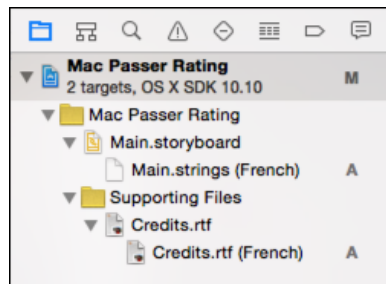 Mac Passer Rating
2 targets, OS X SDK 10.10
M
Mac Passer Rating
Main.storyboard
Main.strings (French)
A
Supporting Files
Credits.rtf
Credits.rtf (French)
A